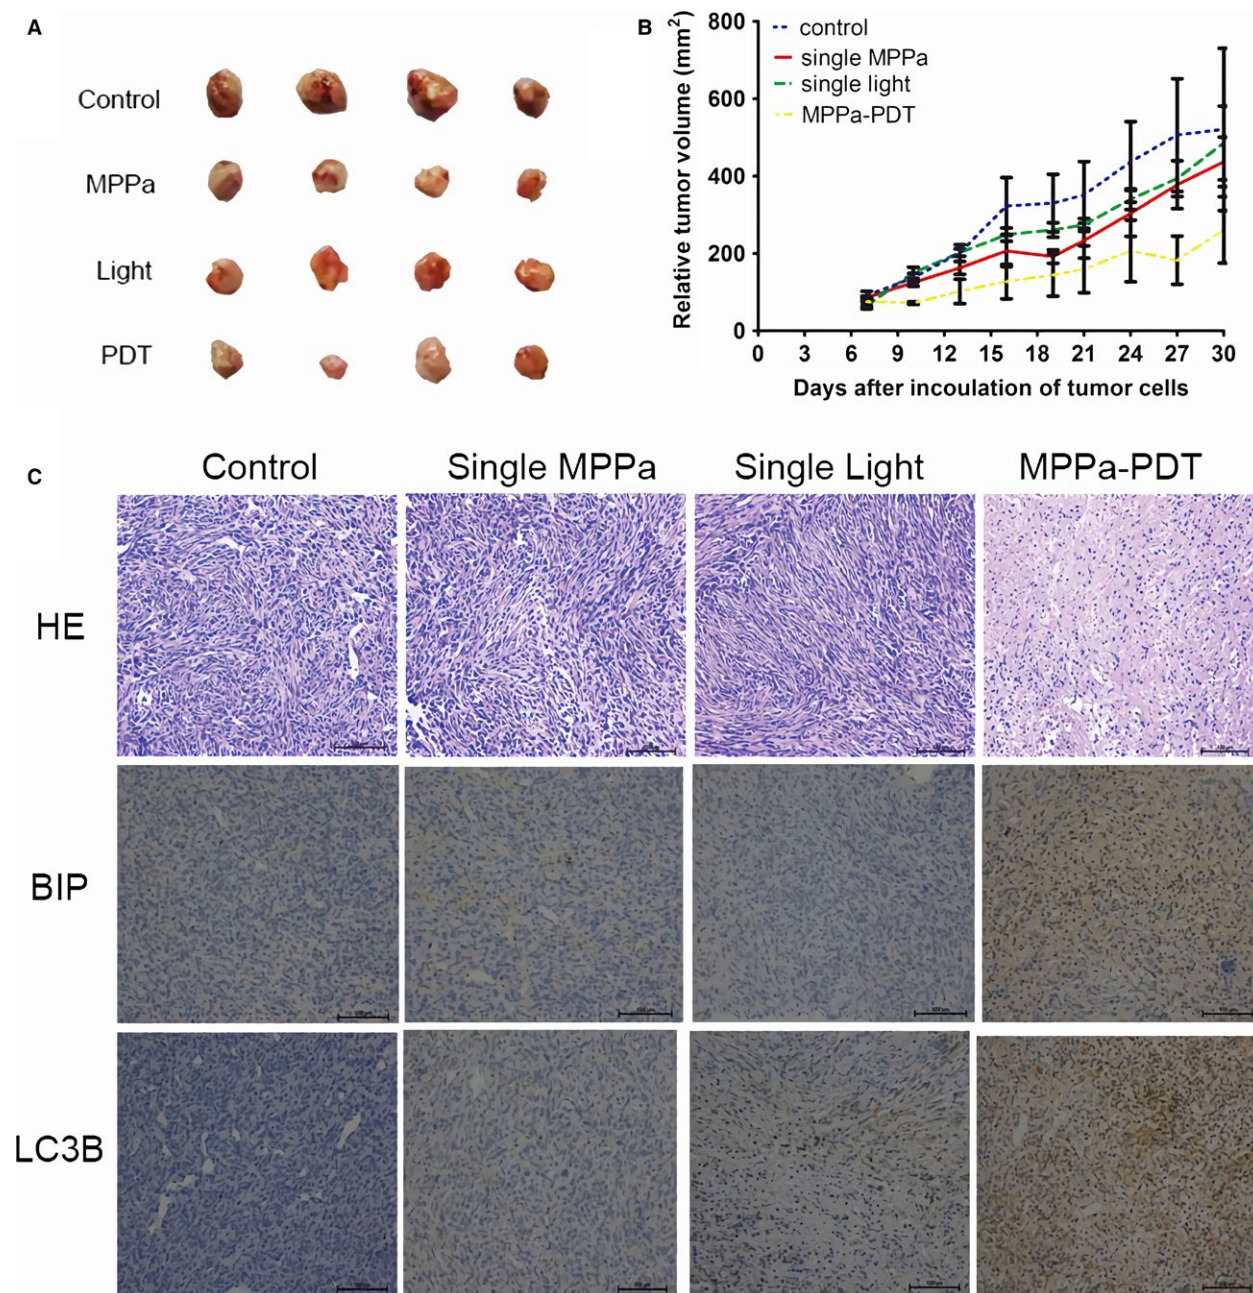 A
Control
MPPa
Light
PDT
B
Relative tumor volume (mm²)
800
600
400
200
0
control
single MPPa
single light
MPPa-PDT
0 3 6 9 12 15 18 21 24 27 30
Days after incoulation of tumor cells
C
Control Single MPPa Single Light MPPa-PDT
HE
BIP
LC3B